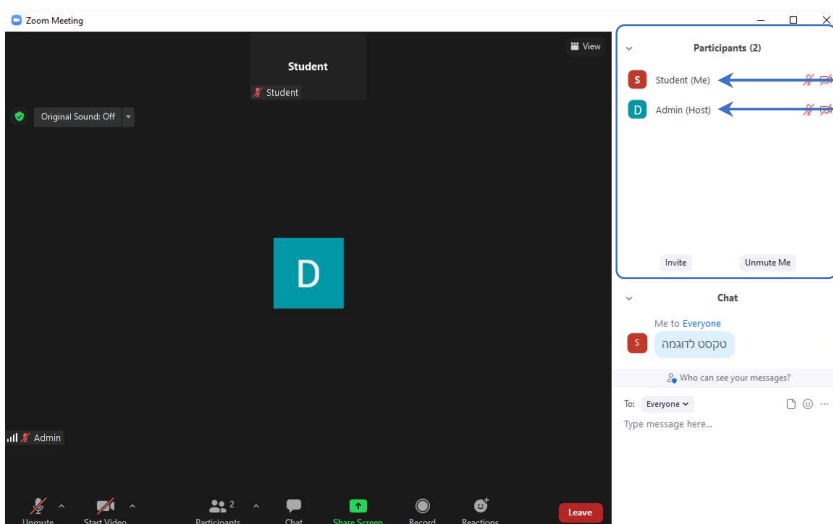 Zoom Meeting
Student
Student
View
Original Sound: Off
D
Admin
Unmute
Start Video
2
Participants
Chat
Share Screen
Record
Reactions
Leave
Participants (2)
S Student (Me)
D Admin (Host)
Invite Unmute Me
Chat
Me to Everyone
S טקסט לדוגמה
Who can see your messages?
To: Everyone
Type message here...